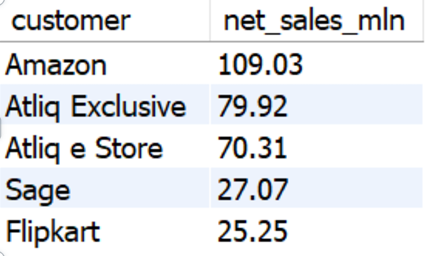 customer net_sales_mln
Amazon 109.03
Atliq Exclusive 79.92
Atliq e Store 70.31
Sage 27.07
Flipkart 25.25